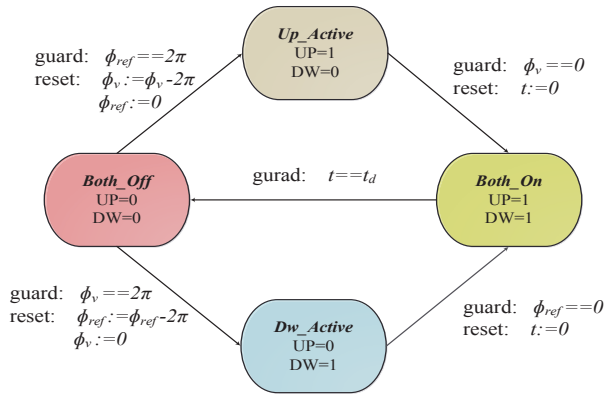 Up_Active
UP=1
DW=0
guard: ϕref==2π
reset: ϕv:=ϕv-2π
ϕref:=0
guard: ϕv==0
reset: t:=0
Both_Off
UP=0
DW=0
gurad: t==td
Both_On
UP=1
DW=1
guard: ϕv==2π
reset: ϕref:=ϕref-2π
ϕv:=0
Dw_Active
UP=0
DW=1
guard: ϕref==0
reset: t:=0